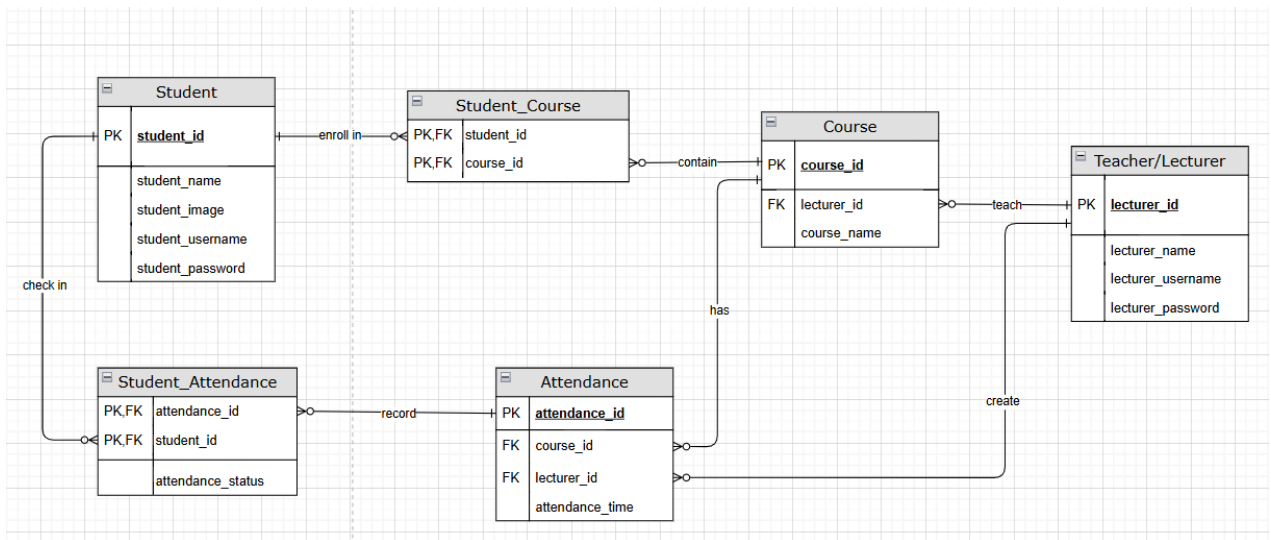 Student
PK student_id
student_name
student_image
student_username
student_password
enroll in
Student_Course
PK,FK student_id
PK,FK course_id
contain
Course
PK course_id
FK lecturer_id
course_name
teach
Teacher/Lecturer
PK lecturer_id
lecturer_name
lecturer_username
lecturer_password
check in
has
create
Student_Attendance
PK,FK attendance_id
PK,FK student_id
attendance_status
record
Attendance
PK attendance_id
FK course_id
FK lecturer_id
attendance_time